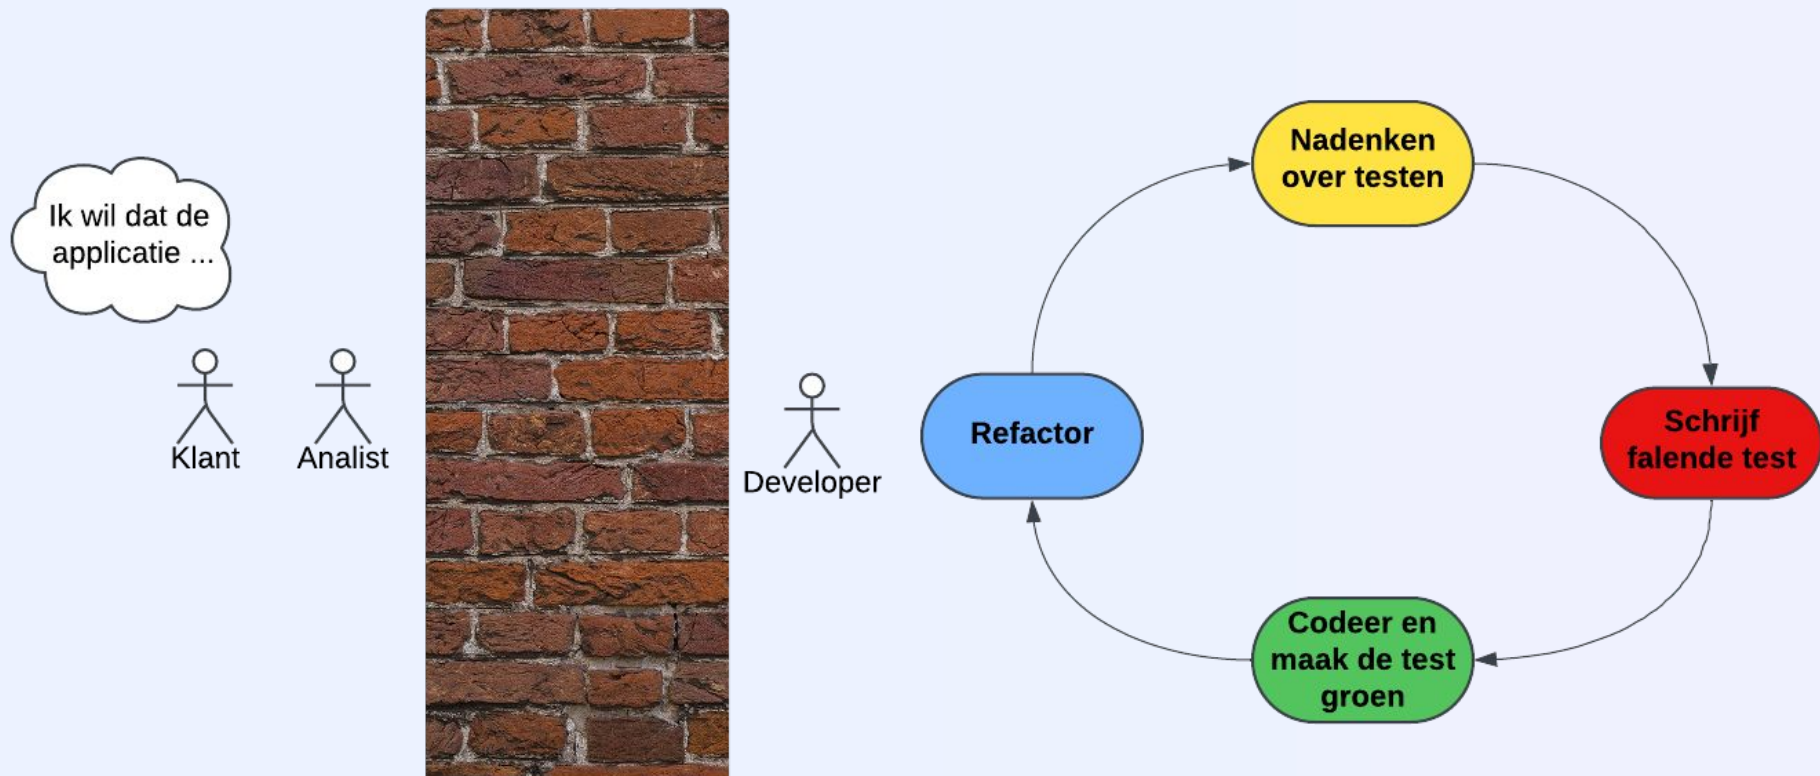 Ik wil dat de
applicatie ...
Klant
Analist
Developer
Nadenken
over testen
Schrijf
falende test
Codeer en
maak de test
groen
Refactor